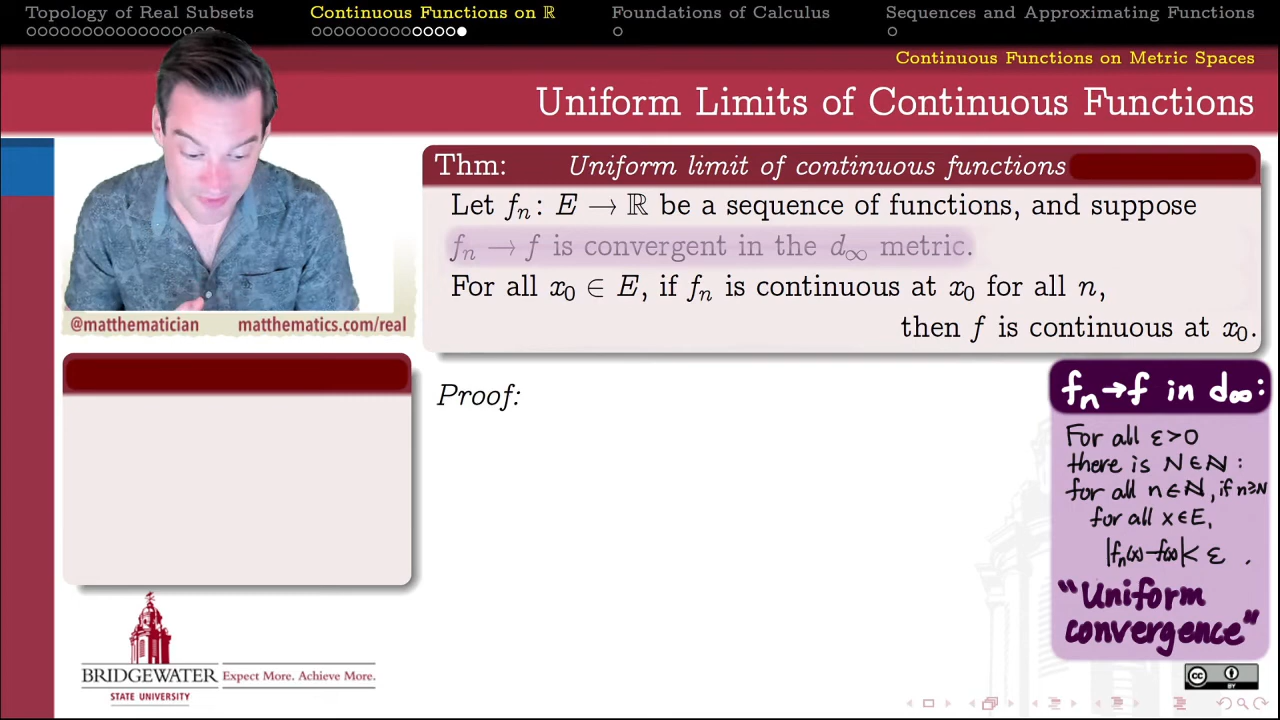 Topology of Real Subsets
Continuous Functions on ℝ
Foundations of Calculus
Sequences and Approximating Functions
Continuous Functions on Metric Spaces
Uniform Limits of Continuous Functions
Thm: Uniform limit of continuous functions
Let fₙ: E → ℝ be a sequence of functions, and suppose
fₙ → f is convergent in the d∞ metric.
For all x₀ ∈ E, if fₙ is continuous at x₀ for all n,
then f is continuous at x₀.
@matthematician matthematics.com/real
Proof:
fₙ→f in d∞:
For all ε>0
there is N∈ℕ :
for all n∈ℕ, if n≥N
for all x∈E,
|fₙ(x)-f(x)|< ε .
"Uniform
convergence"
BRIDGEWATER
STATE UNIVERSITY
Expect More. Achieve More.
cc
BY